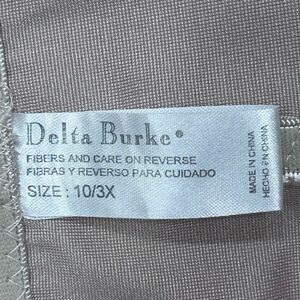 Delta Burke®
FIBERS AND CARE ON REVERSE
FIBRAS Y REVERSO PARA CUIDADO
SIZE : 10/3X
MADE IN CHINA
HECHO EN CHINA